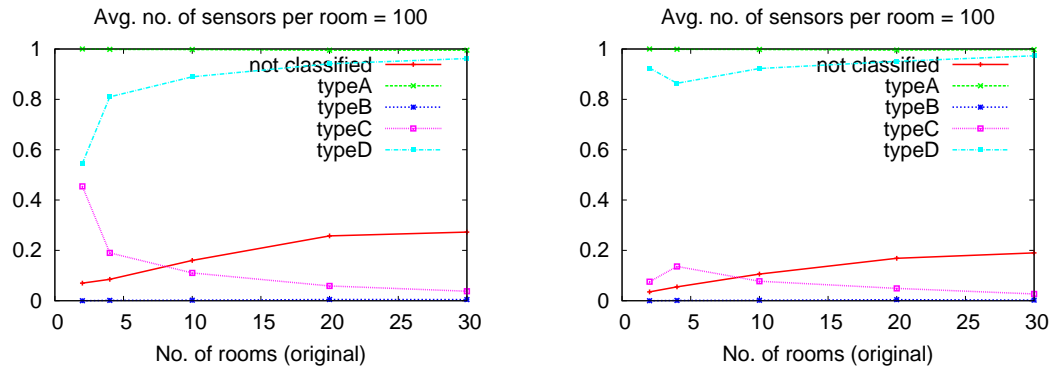 Avg. no. of sensors per room = 100
1
0.8
0.6
0.4
0.2
0
not classified
typeA
typeB
typeC
typeD
0 5 10 15 20 25 30
No. of rooms (original)
Avg. no. of sensors per room = 100
1
0.8
0.6
0.4
0.2
0
not classified
typeA
typeB
typeC
typeD
0 5 10 15 20 25 30
No. of rooms (original)